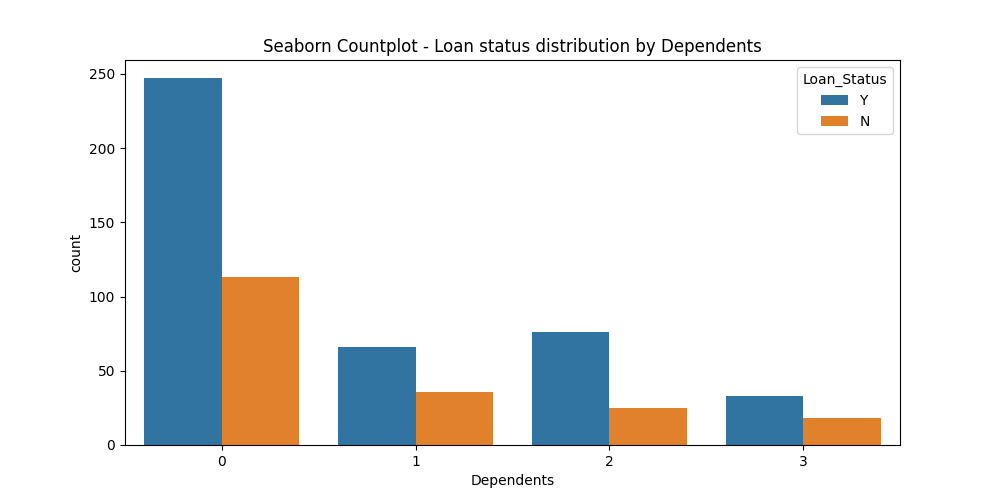 Seaborn Countplot - Loan status distribution by Dependents
Loan_Status
Y
N
count
250
200
150
100
50
0
0 1 2 3
Dependents